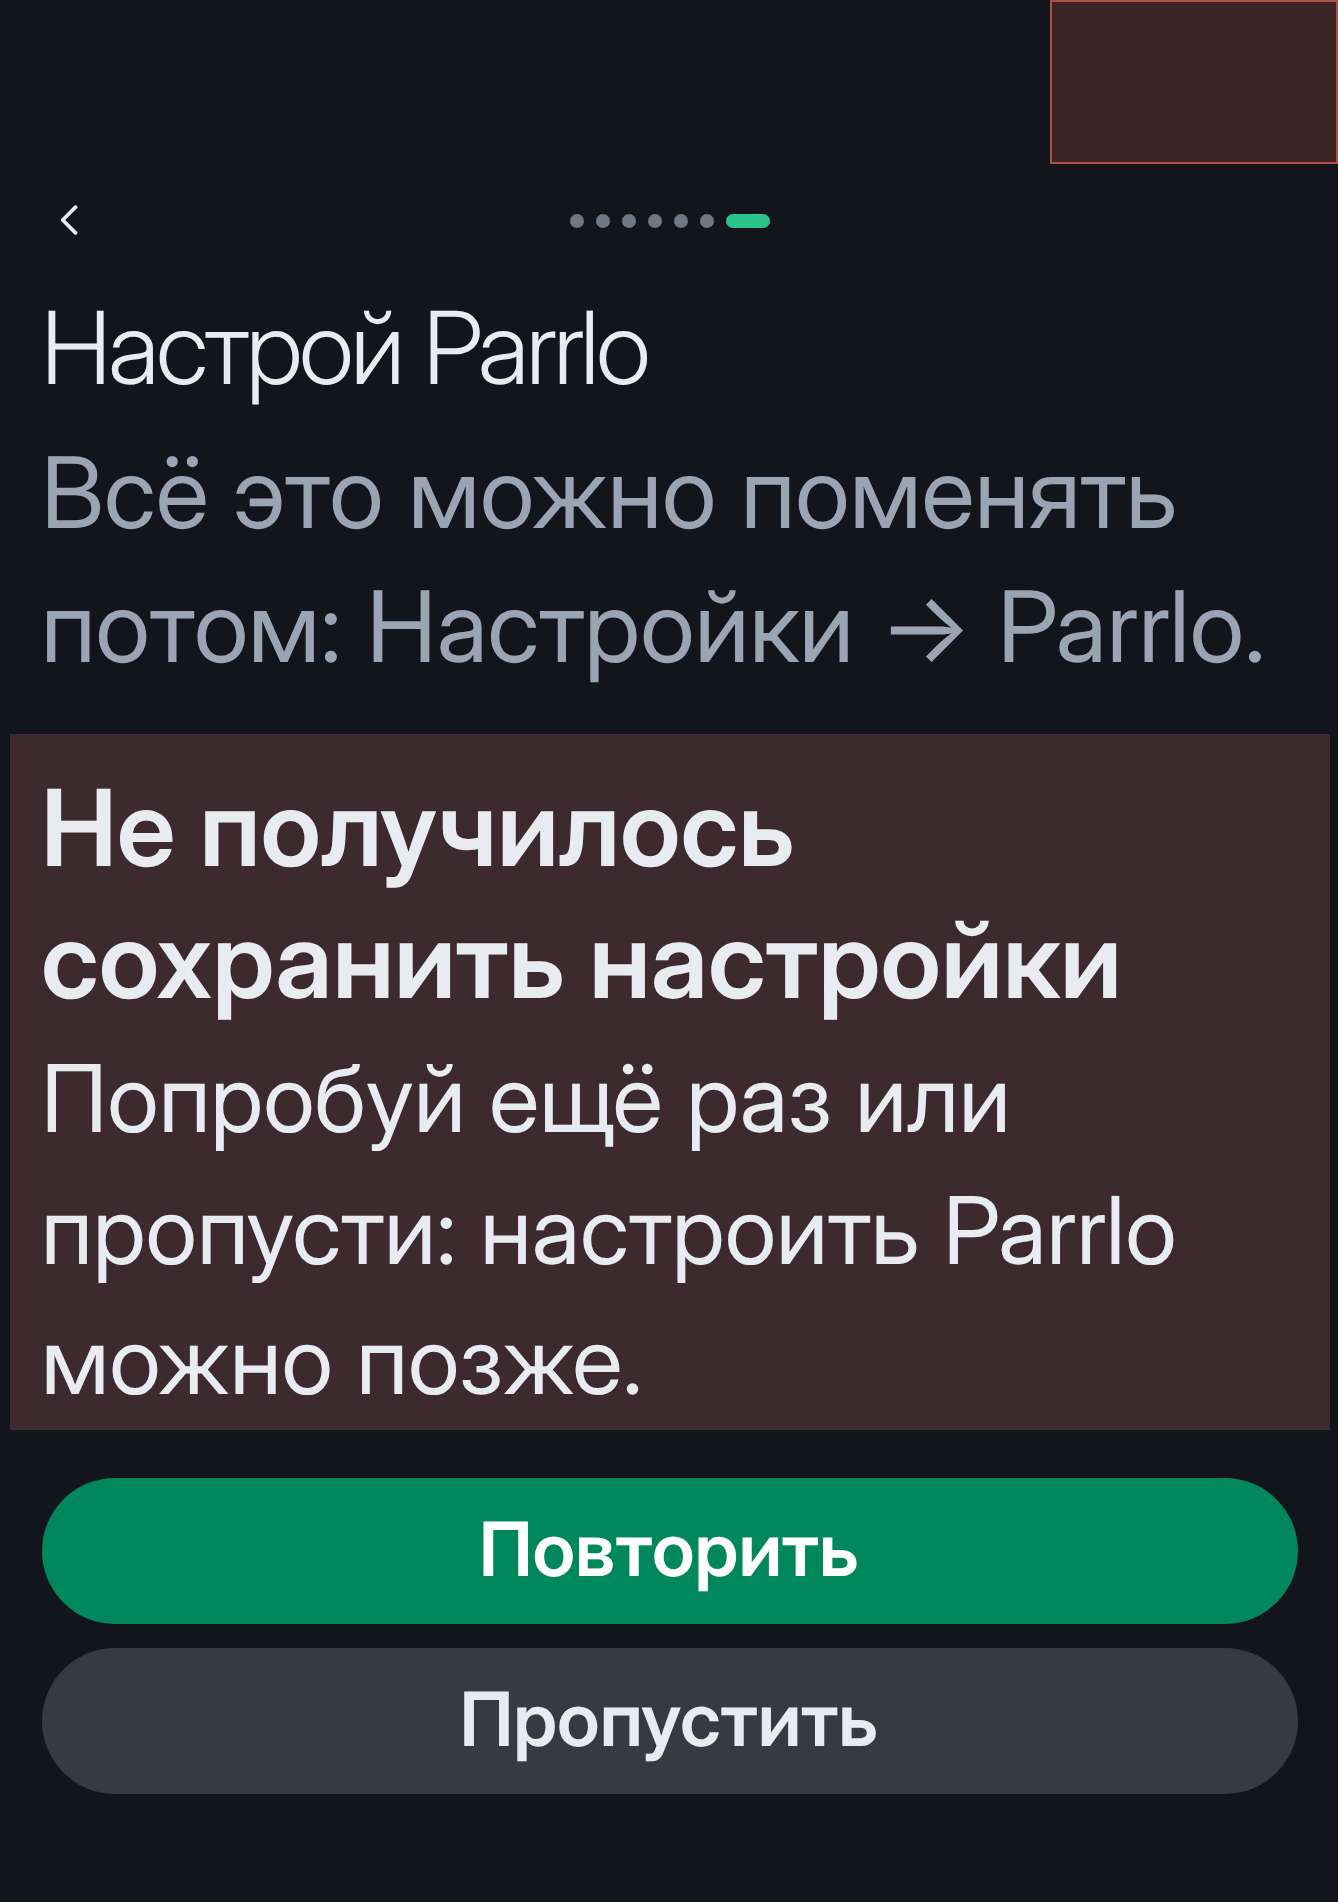 Настрой Parrlo
Всё это можно поменять
потом: Настройки → Parrlo.
Не получилось
сохранить настройки
Попробуй ещё раз или
пропусти: настроить Parrlo
можно позже.
Повторить
Пропустить